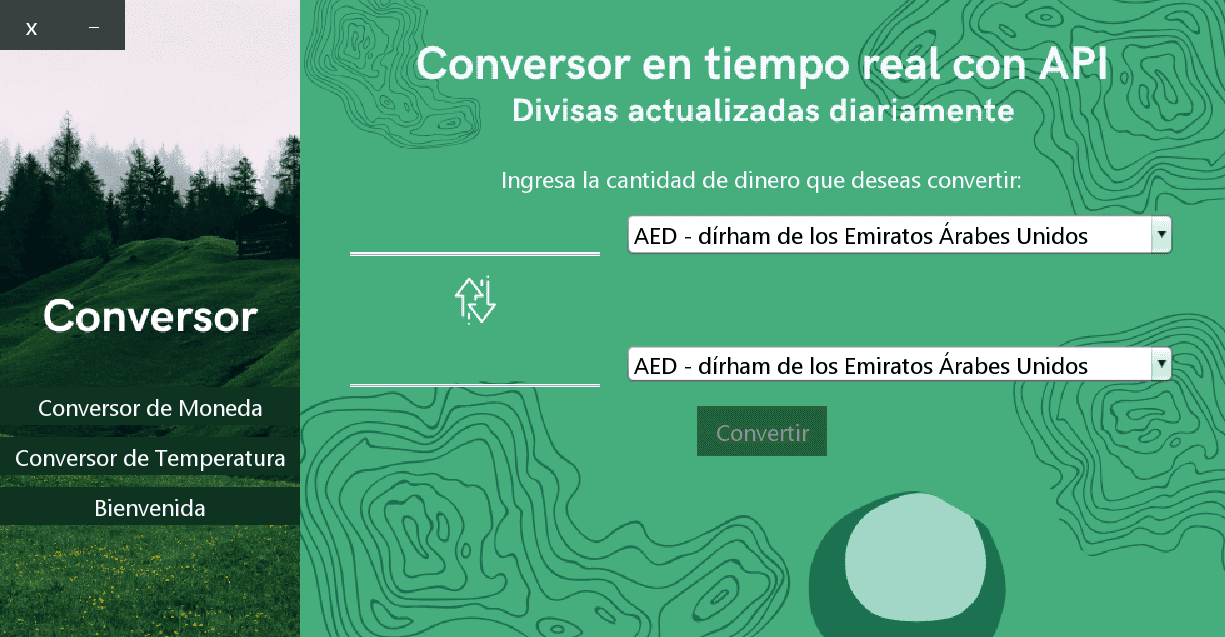 x –
Conversor en tiempo real con API
Divisas actualizadas diariamente
Ingresa la cantidad de dinero que deseas convertir:
AED - dírham de los Emiratos Árabes Unidos
Conversor
AED - dírham de los Emiratos Árabes Unidos
Conversor de Moneda
Convertir
Conversor de Temperatura
Bienvenida